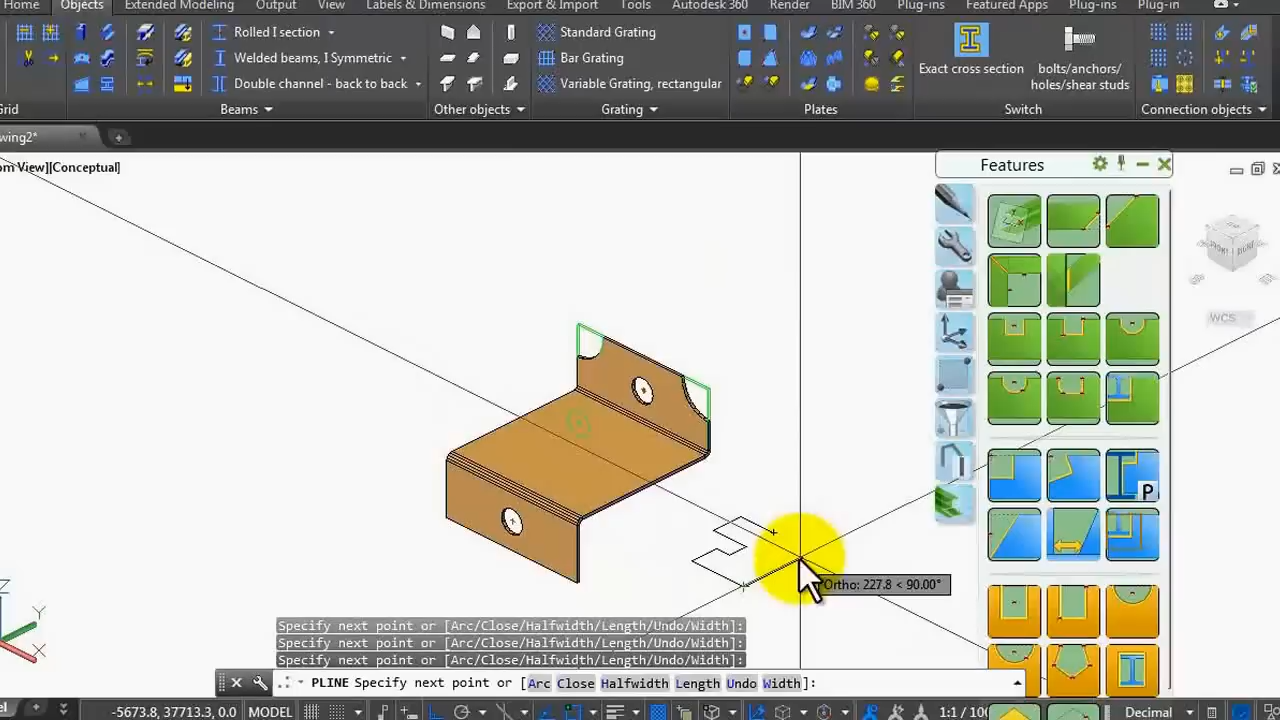 Home Objects Extended Modeling Output View Labels & Dimensions Export & Import Tools Autodesk 360 Render BIM 360 Plug-ins Featured Apps Plug-ins Plug-in
Rollect section Standard Grating
Welded beams, I Symmetric Bar Grating Exact cross section bolts/anchors/
Double channel - back to back Variable Grating, rectangular holes/shear studs
Grid Beams Other objects Grating Plates Switch Connection objects
wing2*
om View][Conceptual]
Features
WCS
P
Ortho: 227.8 < 90.00°
Z
Y
X
Specify next point or [Arc/Close/Halfwidth/Length/Undo/Width]:
Specify next point or [Arc/Close/Halfwidth/Length/Undo/Width]:
Specify next point or [Arc/Close/Halfwidth/Length/Undo/Width]:
PLINE Specify next point or [Arc Close Halfwidth Length Undo Width]:
el -5673.8, 37713.3, 0.0 MODEL 1:1 / 100 Decimal